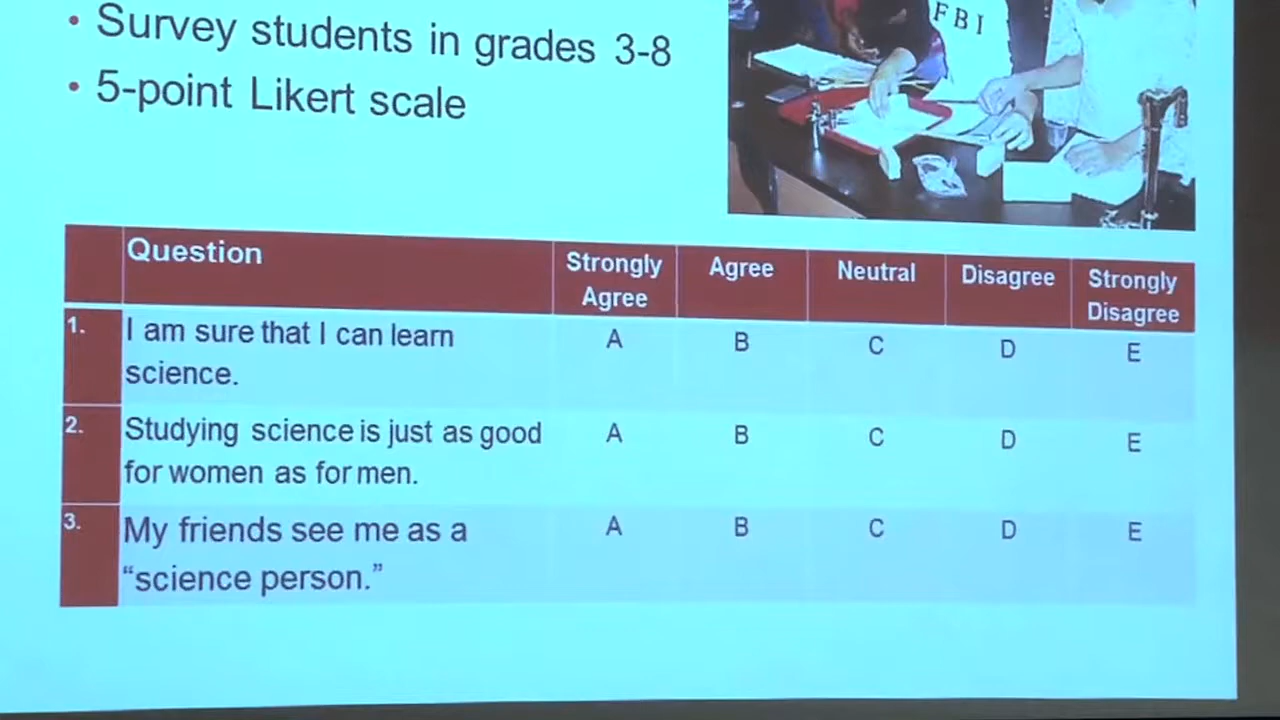 • Survey students in grades 3-8
• 5-point Likert scale
FBI
Question Strongly Agree Agree Neutral Disagree Strongly Disagree
1. I am sure that I can learn science. A B C D E
2. Studying science is just as good for women as for men. A B C D E
3. My friends see me as a "science person." A B C D E